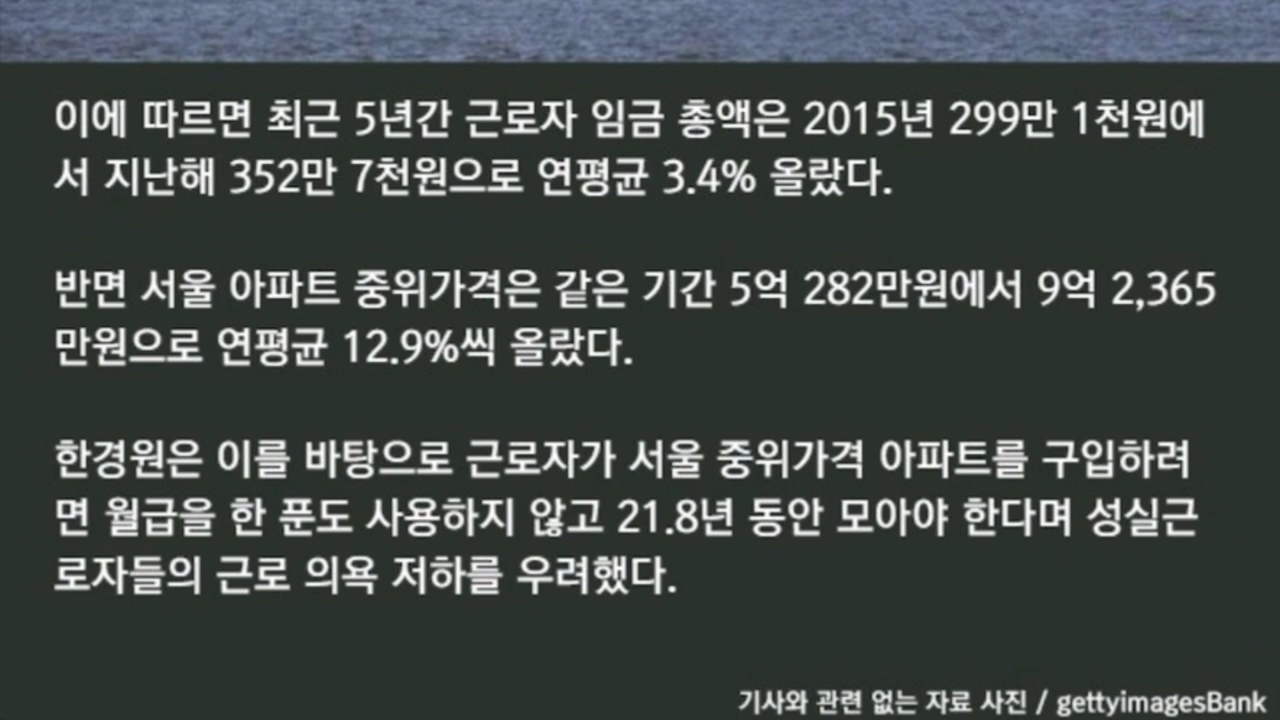 이에 따르면 최근 5년간 근로자 임금 총액은 2015년 299만 1천원에
서 지난해 352만 7천원으로 연평균 3.4% 올랐다.
반면 서울 아파트 중위가격은 같은 기간 5억 282만원에서 9억 2,365
만원으로 연평균 12.9%씩 올랐다.
한경원은 이를 바탕으로 근로자가 서울 중위가격 아파트를 구입하려
면 월급을 한 푼도 사용하지 않고 21.8년 동안 모아야 한다며 성실근
로자들의 근로 의욕 저하를 우려했다.
기사와 관련 없는 자료 사진 / gettyimagesBank